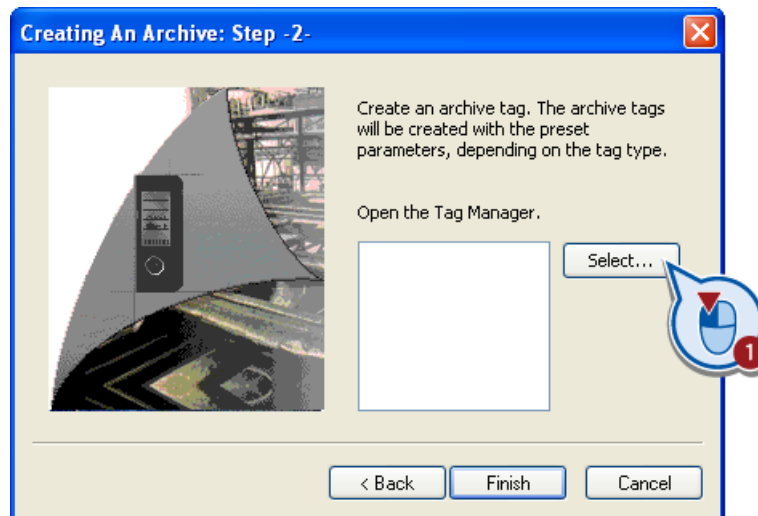 Creating An Archive: Step -2-
Create an archive tag. The archive tags
will be created with the preset
parameters, depending on the tag type.
Open the Tag Manager.
Select...
1
< Back
Finish
Cancel